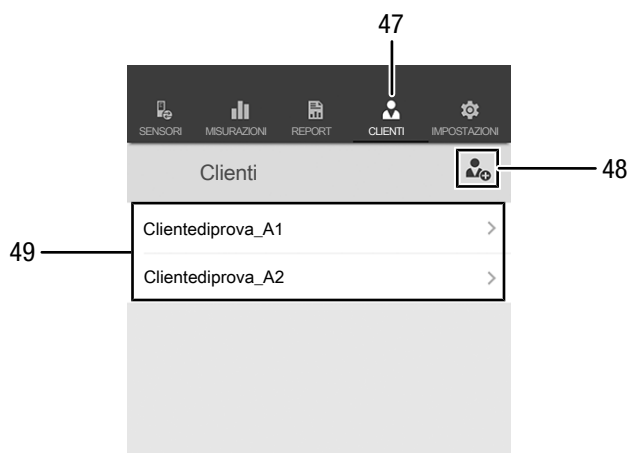 47
SENSORI MISURAZIONI REPORT CLIENTI IMPOSTAZIONI
Clienti
48
Clientediprova_A1
49
Clientediprova_A2